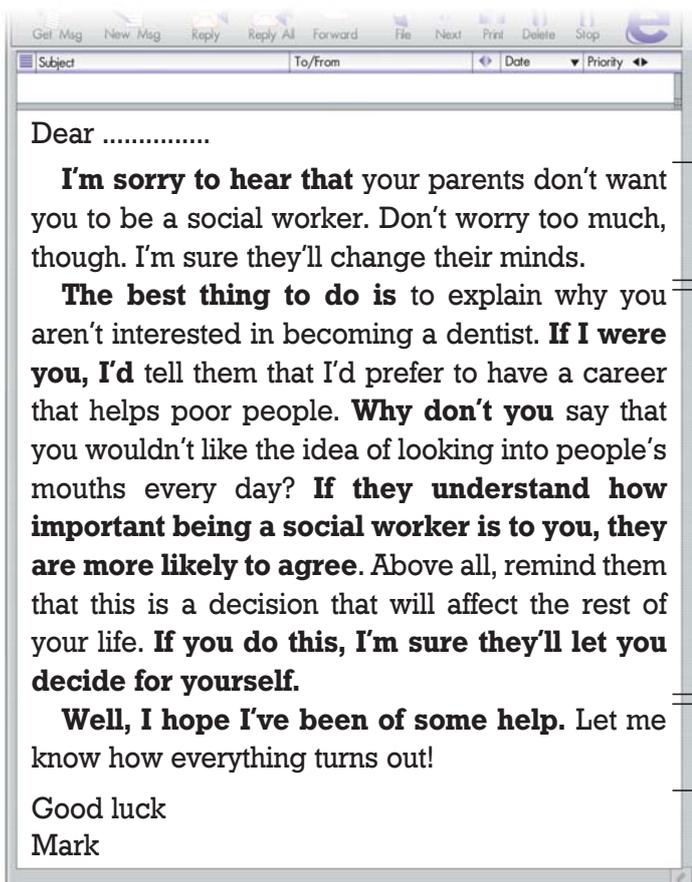 Get Msg New Msg Reply Reply All Forward File Next Print Delete Stop
Subject To/From Date Priority
Dear ...............
I'm sorry to hear that your parents don't want
you to be a social worker. Don't worry too much,
though. I'm sure they'll change their minds.
The best thing to do is to explain why you
aren't interested in becoming a dentist. If I were
you, I'd tell them that I'd prefer to have a career
that helps poor people. Why don't you say that
you wouldn't like the idea of looking into people's
mouths every day? If they understand how
important being a social worker is to you, they
are more likely to agree. Above all, remind them
that this is a decision that will affect the rest of
your life. If you do this, I'm sure they'll let you
decide for yourself.
Well, I hope I've been of some help. Let me
know how everything turns out!
Good luck
Mark